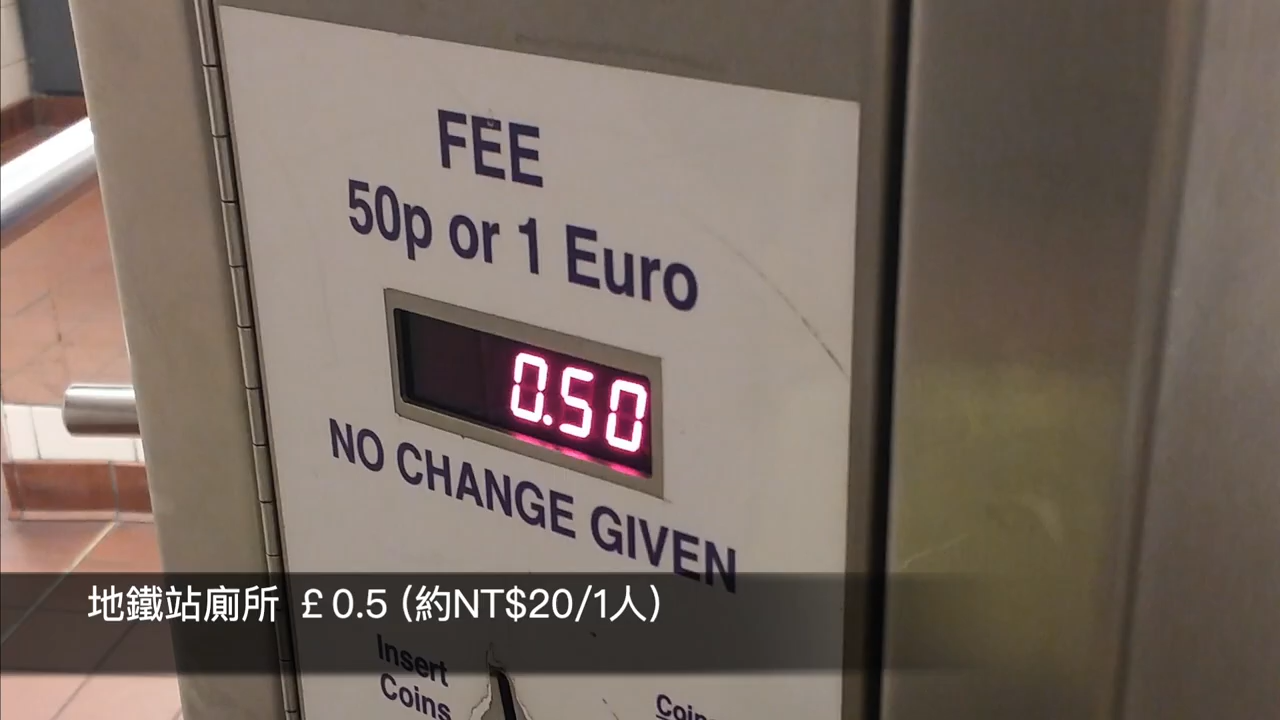 FEE
50p or 1 Euro
0.50
NO CHANGE GIVEN
地鐵站廁所 £0.5 (約NT$20/1人)
Insert
Coins